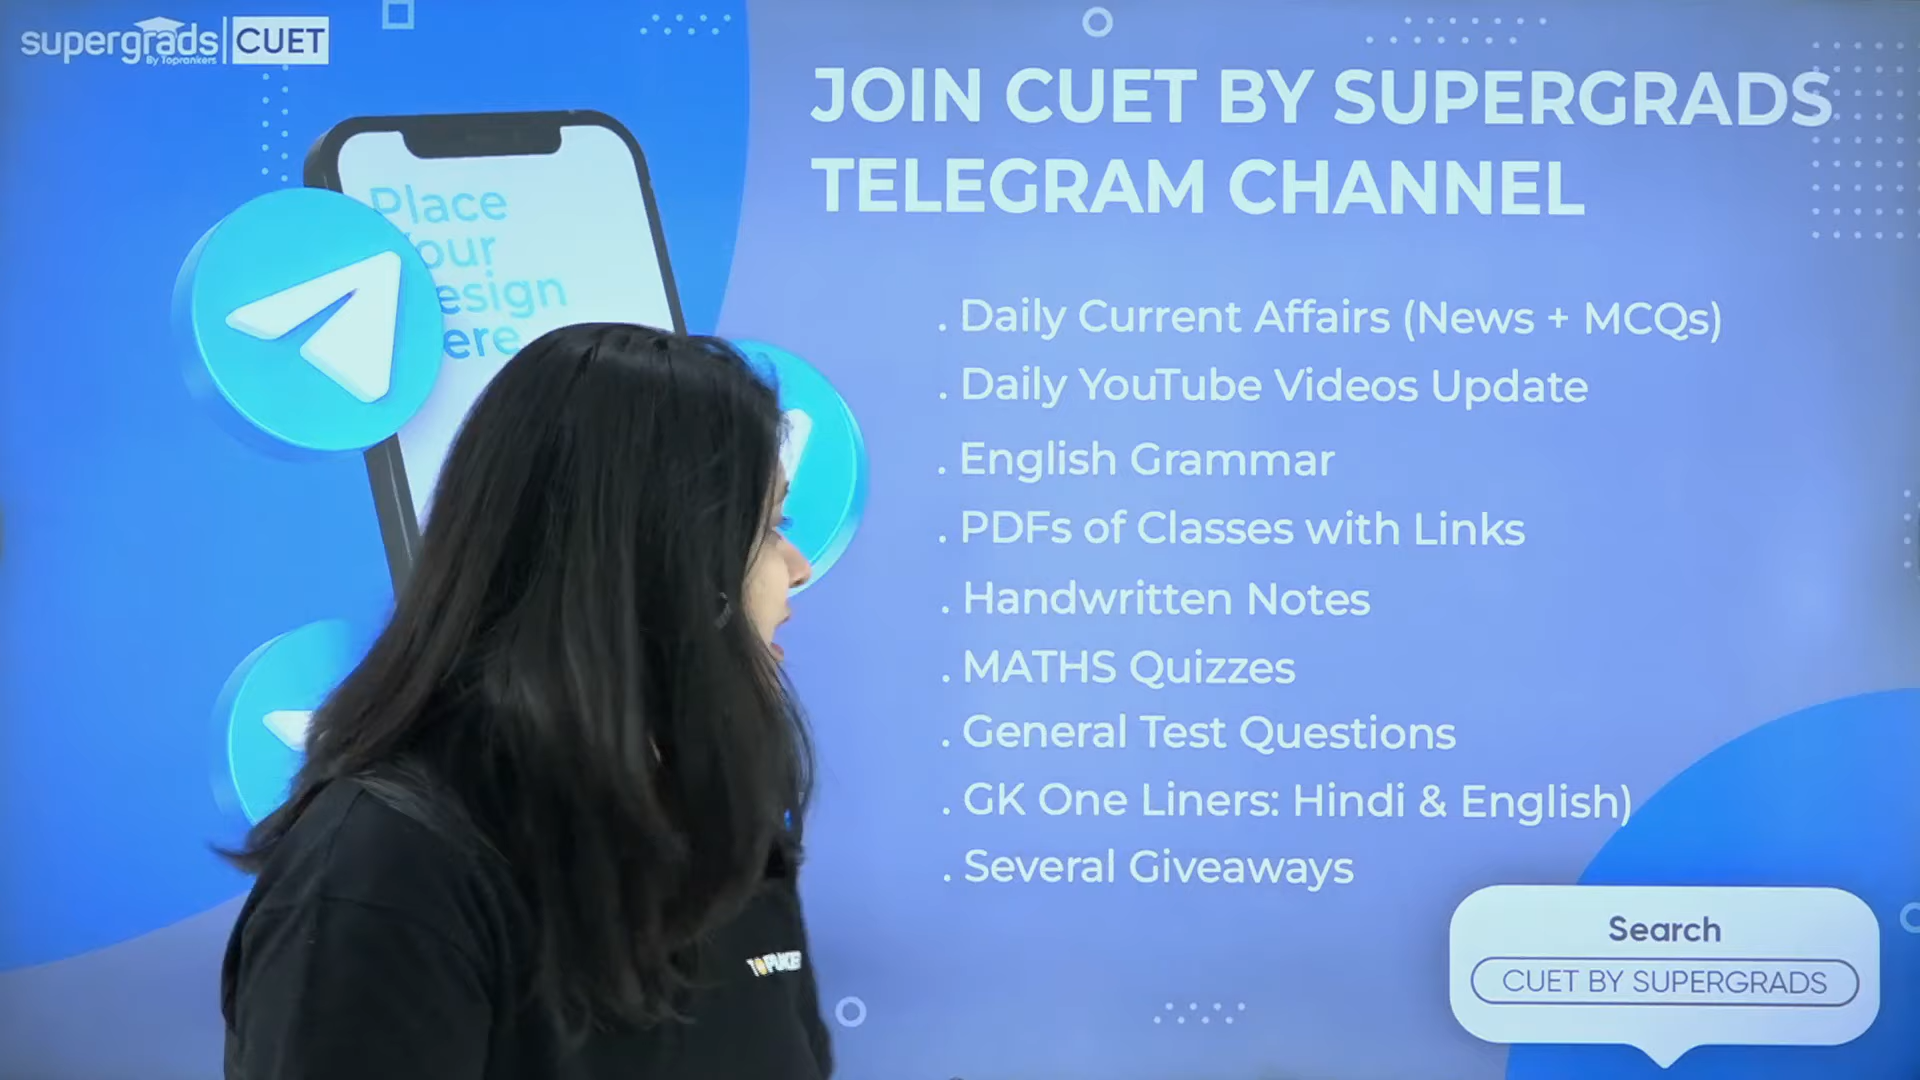 supergrads
By Toprankers
CUET
JOIN CUET BY SUPERGRADS
TELEGRAM CHANNEL
Place
our
esign
ere
. Daily Current Affairs (News + MCQs)
. Daily YouTube Videos Update
. English Grammar
. PDFs of Classes with Links
. Handwritten Notes
. MATHS Quizzes
. General Test Questions
. GK One Liners: Hindi & English)
. Several Giveaways
Search
CUET BY SUPERGRADS